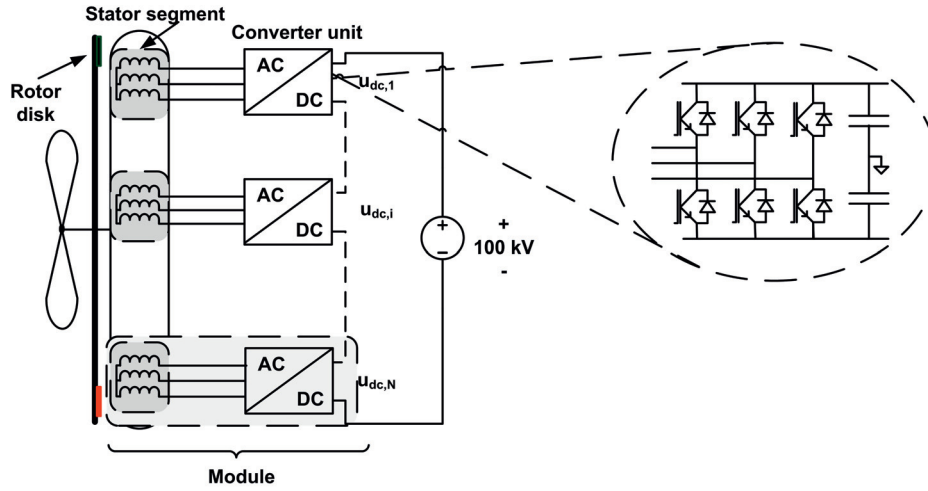 Stator segment
Converter unit
Rotor
disk
AC
DC
u_dc,1
AC
DC
u_dc,i
+
−
+
100 kV
-
AC
DC
u_dc,N
Module